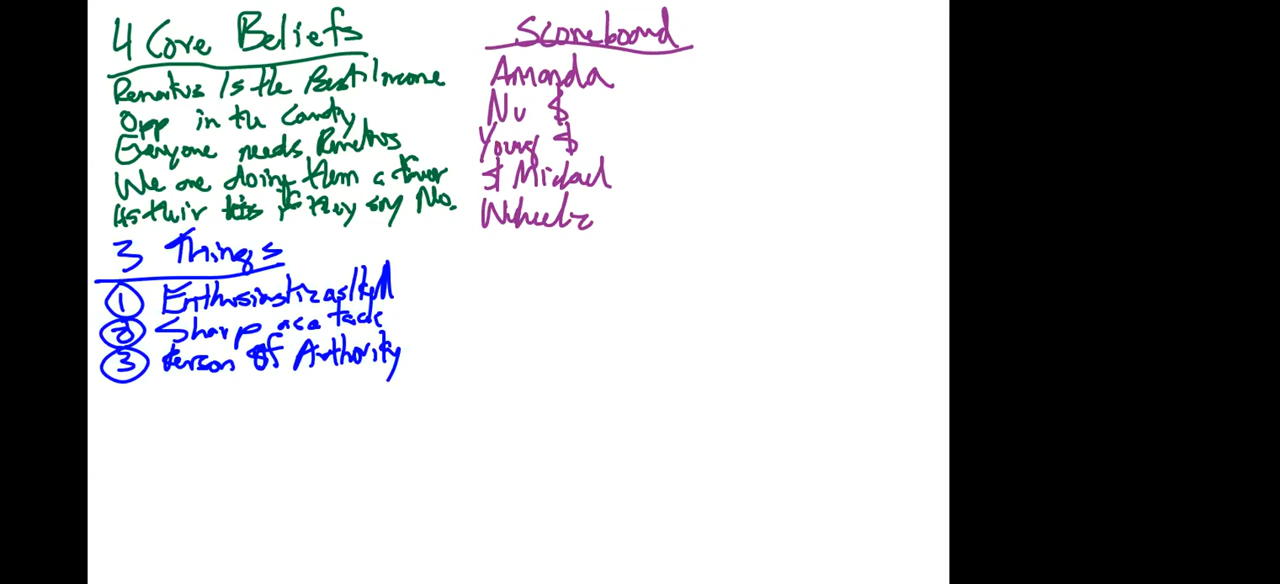 4 Core Beliefs
Renatus Is the Best Income
Opp in the Country
Everyone needs Renatus
We are doing them a favor
Its their loss if they say No.
3 Things
① Enthusiastic as Hell
② Sharp as a tack
③ Person of Authority
Scoreboard
Amanda
Nu $
Young $
St Michael
Wheelz